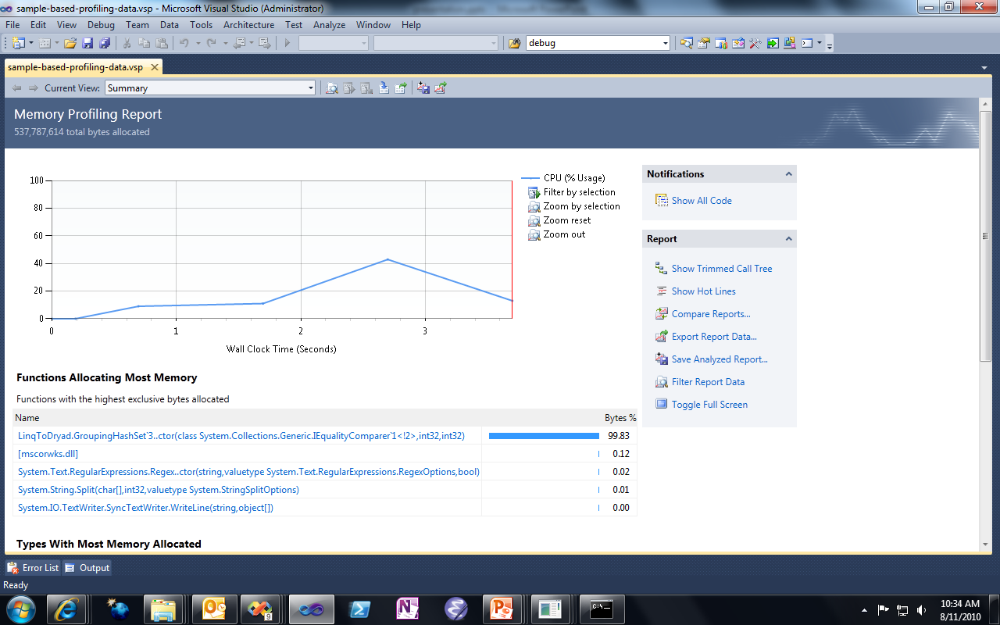 sample-based-profiling-data.vsp - Microsoft Visual Studio (Administrator)
File Edit View Debug Team Data Tools Architecture Test Analyze Window Help
debug
sample-based-profiling-data.vsp
Current View: Summary
Memory Profiling Report
537,787,614 total bytes allocated
100
80
60
40
20
0
0 1 2 3
Wall Clock Time (Seconds)
CPU (% Usage)
Filter by selection
Zoom by selection
Zoom reset
Zoom out
Notifications
Show All Code
Report
Show Trimmed Call Tree
Show Hot Lines
Compare Reports...
Export Report Data...
Save Analyzed Report...
Filter Report Data
Toggle Full Screen
Functions Allocating Most Memory
Functions with the highest exclusive bytes allocated
Name Bytes %
LinqToDryad.GroupingHashSet`3..ctor(class System.Collections.Generic.IEqualityComparer`1<!2>,int32,int32) 99.83
[mscorwks.dll] 0.12
System.Text.RegularExpressions.Regex..ctor(string,valuetype System.Text.RegularExpressions.RegexOptions,bool) 0.02
System.String.Split(char[],int32,valuetype System.StringSplitOptions) 0.01
System.IO.TextWriter.SyncTextWriter.WriteLine(string,object[]) 0.00
Types With Most Memory Allocated
Error List Output
Ready
10:34 AM
8/11/2010